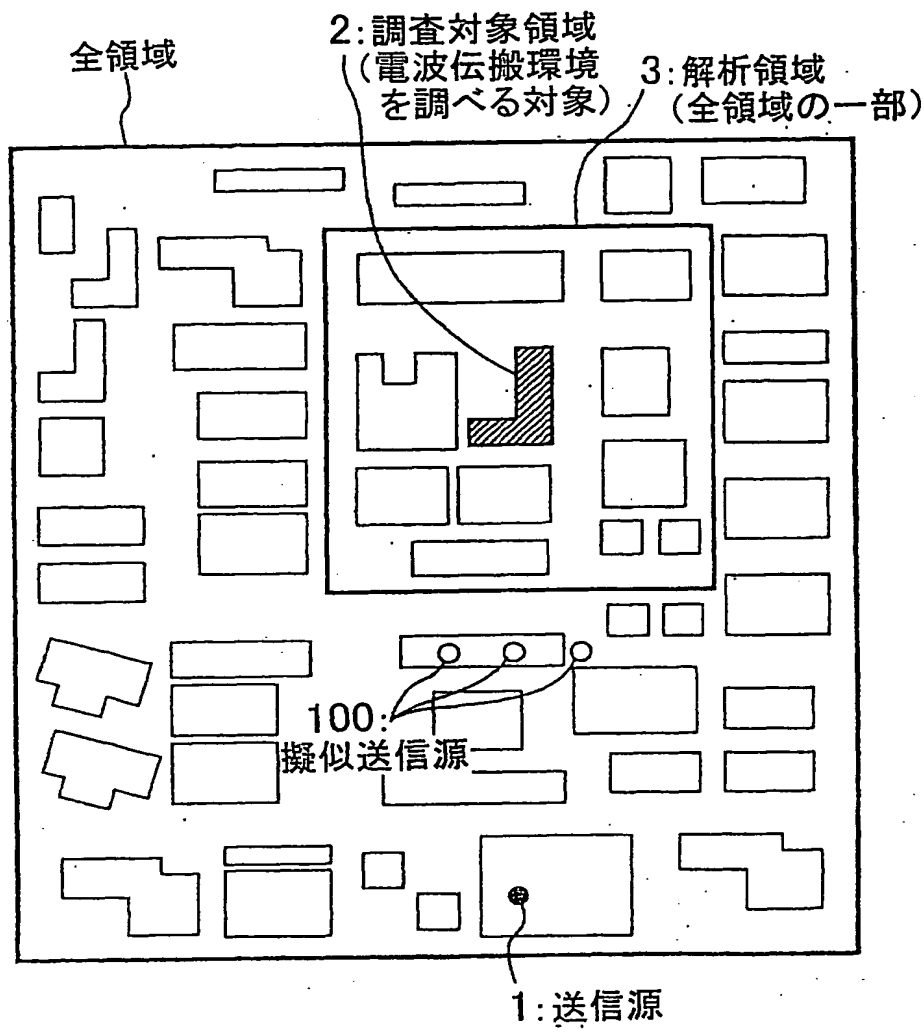 全領域
2:調査対象領域
(電波伝搬環境
を調べる対象)
3:解析領域
(全領域の一部)
100:
擬似送信源
1:送信源